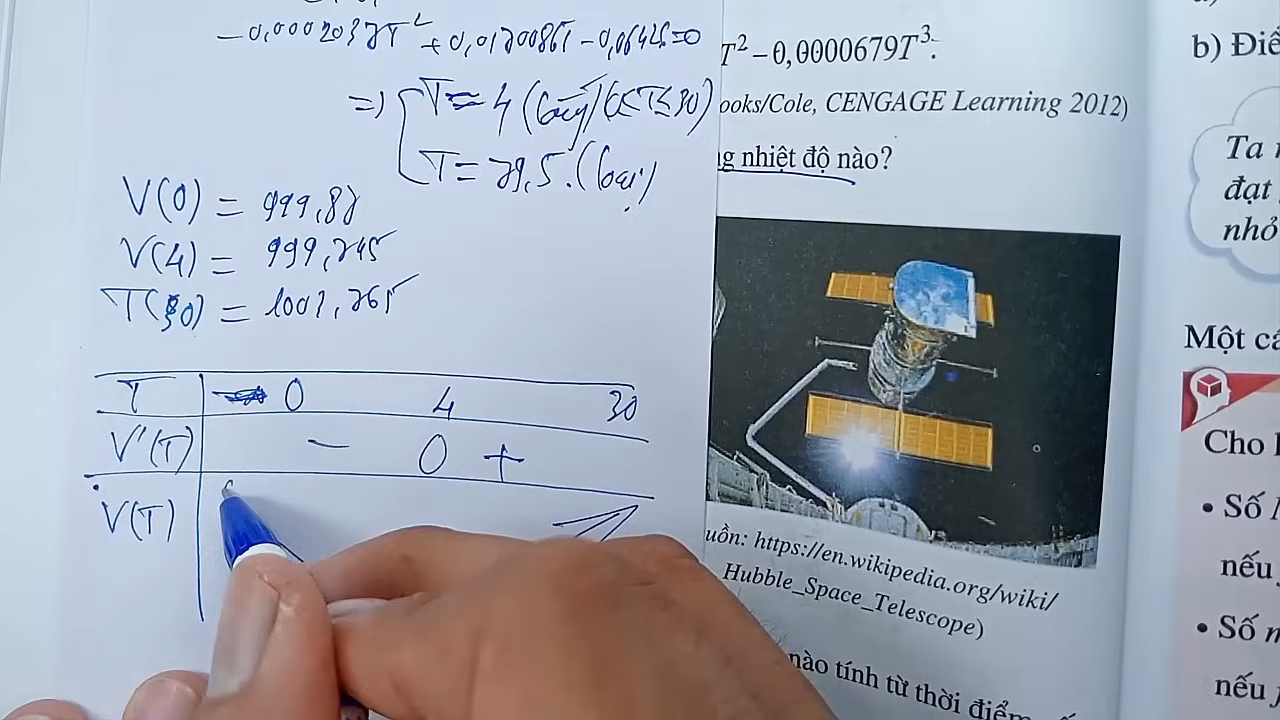 -0,0002037T² + 0,0170086T - 0,06426=0
=> T = 4 (0≤T≤30)
T = 79,5. (loại)
V(0) = 999,87
V(4) = 999,745
T(30) = 1003,765
T 0 4 30
V'(T) - 0 +
V(T)
T² – 0,0000679T³.
ooks/Cole, CENGAGE Learning 2012)
ng nhiệt độ nào?
uồn: https://en.wikipedia.org/wiki/
Hubble_Space_Telescope)
nào tính từ thời điểm
b) Điể
Ta
đạt
nhỏ
Một cá
Cho
• Số
nếu
• Số
nếu